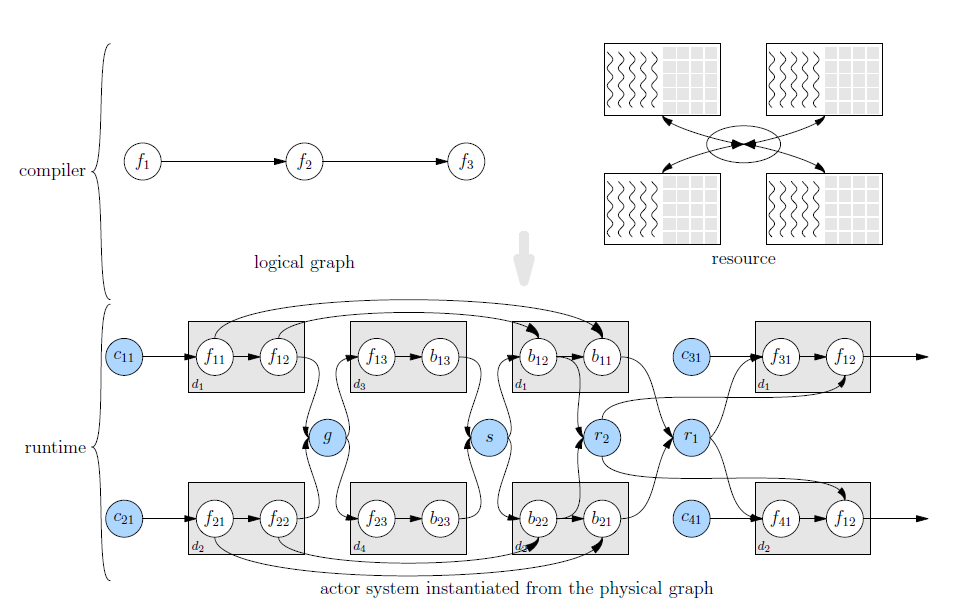 f₁ f₂ f₃
compiler
logical graph
resource
c₁₁ f₁₁ f₁₂ f₁₃ b₁₃ b₁₂ b₁₁ c₃₁ f₃₁ f₁₂
d₁ d₃ d₁ d₁
g s r₂ r₁
runtime
c₂₁ f₂₁ f₂₂ f₂₃ b₂₃ b₂₂ b₂₁ c₄₁ f₄₁ f₁₂
d₂ d₄ d₂ d₂
actor system instantiated from the physical graph